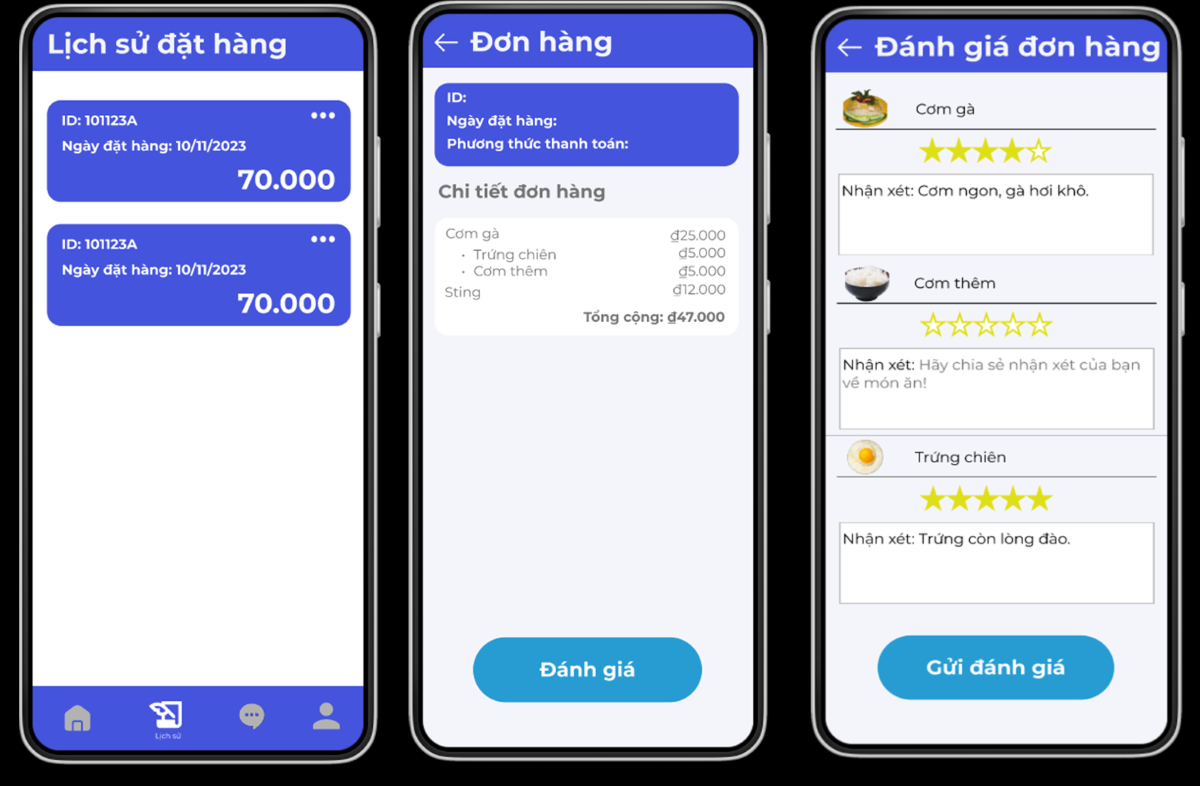 Lịch sử đặt hàng
ID: 101123A
Ngày đặt hàng: 10/11/2023
70.000
ID: 101123A
Ngày đặt hàng: 10/11/2023
70.000
Lịch sử
Đơn hàng
ID:
Ngày đặt hàng:
Phương thức thanh toán:
Chi tiết đơn hàng
Cơm gà ₫25.000
• Trứng chiên ₫5.000
• Cơm thêm ₫5.000
Sting ₫12.000
Tổng cộng: ₫47.000
Đánh giá
Đánh giá đơn hàng
Cơm gà
Nhận xét: Cơm ngon, gà hơi khô.
Cơm thêm
Nhận xét: Hãy chia sẻ nhận xét của bạn
về món ăn!
Trứng chiên
Nhận xét: Trứng còn lòng đào.
Gửi đánh giá